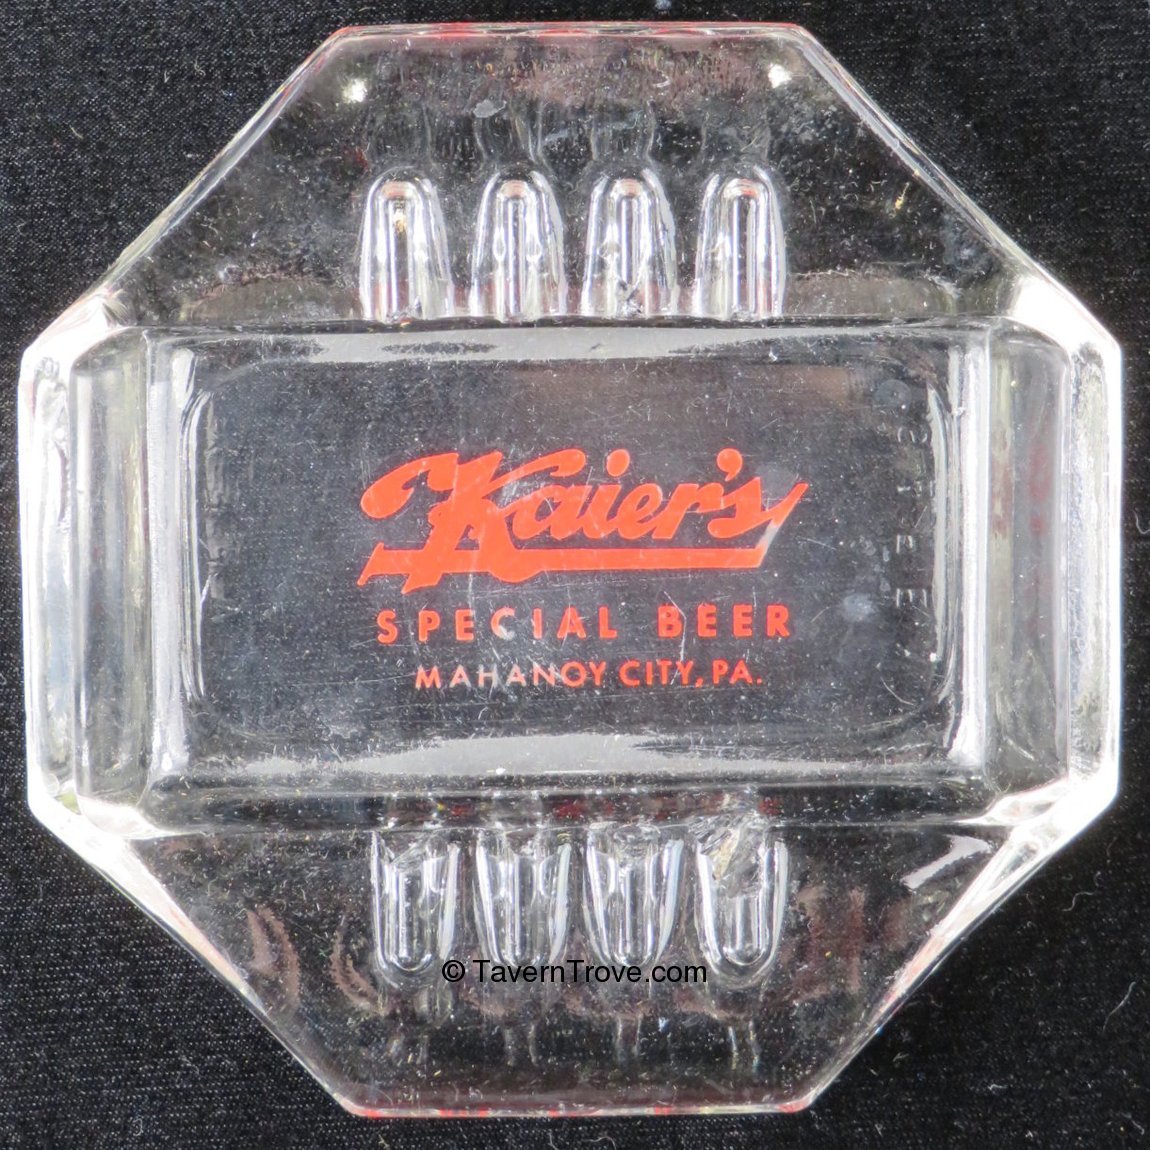 Kaier's
SPECIAL BEER
MAHANOY CITY, PA.
© TavernTrove.com